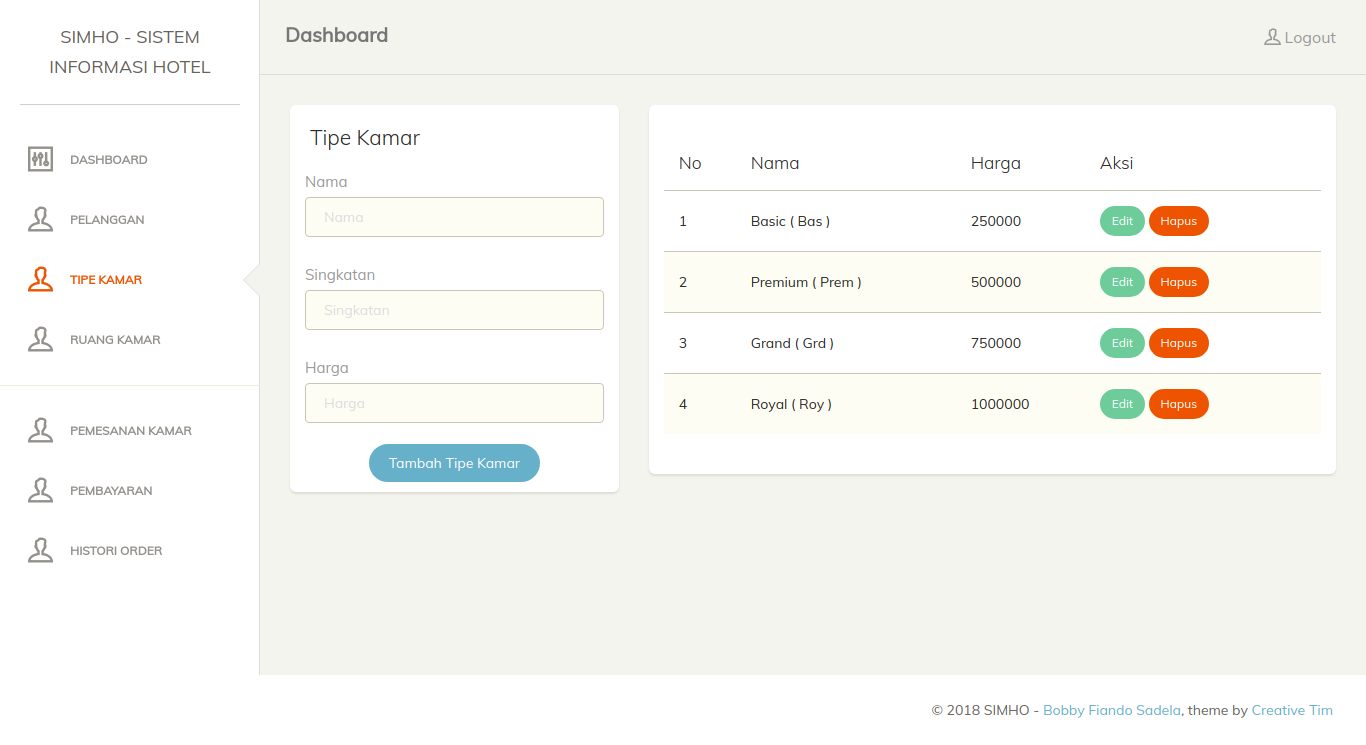 SIMHO - SISTEM
INFORMASI HOTEL
DASHBOARD
PELANGGAN
TIPE KAMAR
RUANG KAMAR
PEMESANAN KAMAR
PEMBAYARAN
HISTORI ORDER
Dashboard
Logout
Tipe Kamar
Nama
Nama
Singkatan
Singkatan
Harga
Harga
Tambah Tipe Kamar
No Nama Harga Aksi
1 Basic ( Bas ) 250000 Edit Hapus
2 Premium ( Prem ) 500000 Edit Hapus
3 Grand ( Grd ) 750000 Edit Hapus
4 Royal ( Roy ) 1000000 Edit Hapus
© 2018 SIMHO - Bobby Fiando Sadela, theme by Creative Tim